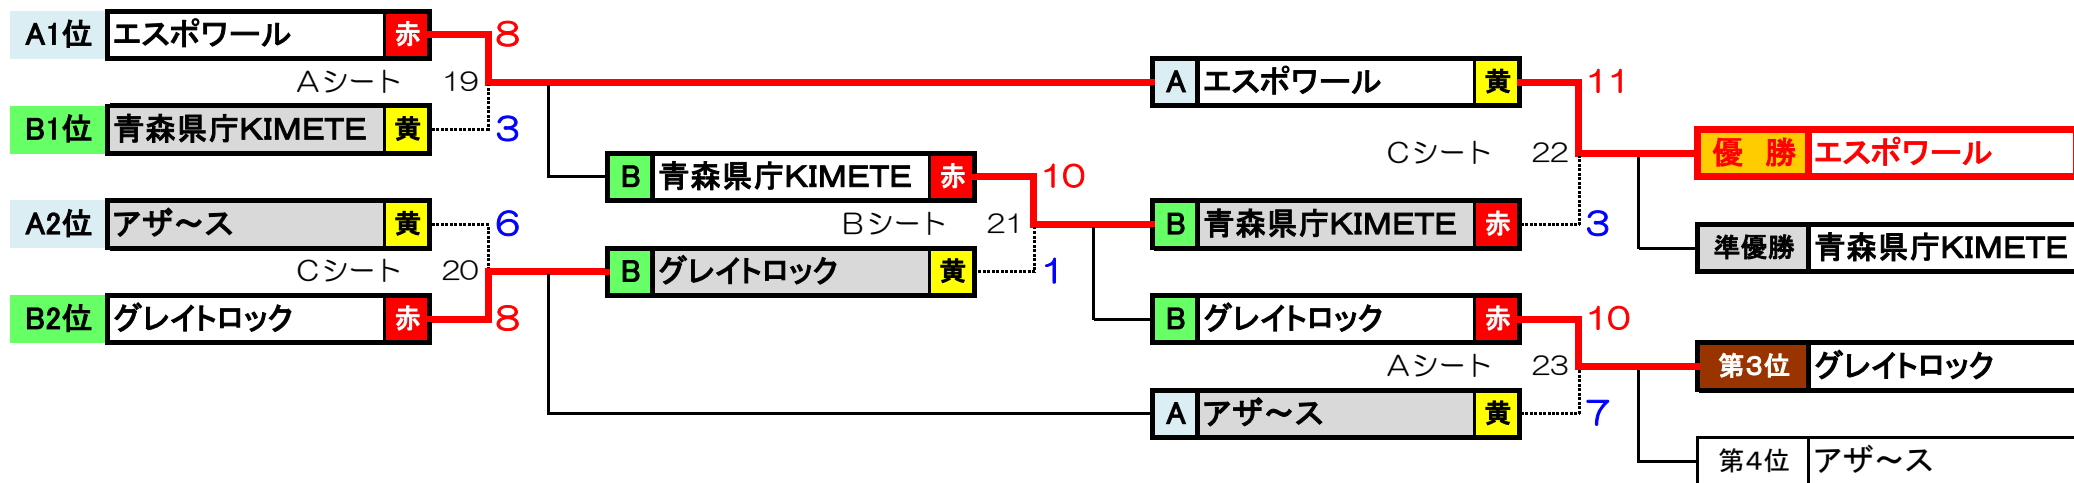 A1位 エスポワール 赤 8
Aシート 19
B1位 青森県庁KIMETE 黄 3
A2位 アザ～ス 黄 6
Cシート 20
B2位 グレイトロック 赤 8
B 青森県庁KIMETE 赤 10
Bシート 21
B グレイトロック 黄 1
A エスポワール 黄 11
Cシート 22
B 青森県庁KIMETE 赤 3
B グレイトロック 赤 10
Aシート 23
A アザ～ス 黄 7
優 勝 エスポワール
準優勝 青森県庁KIMETE
第3位 グレイトロック
第4位 アザ～ス